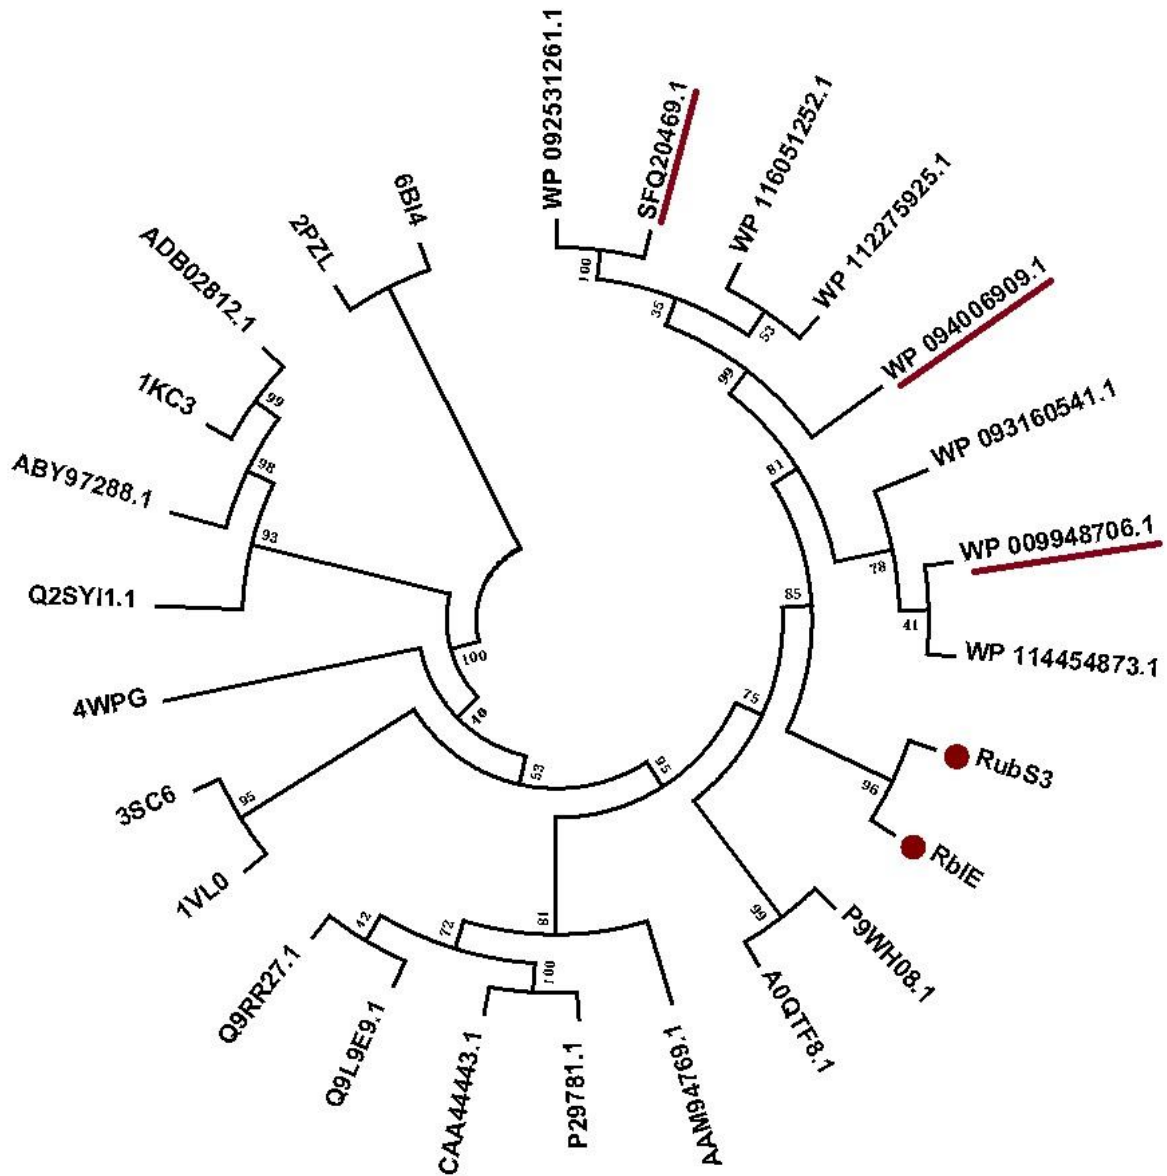 WP 092531261.1
SFQ20469.1
WP 116051252.1
WP 112275925.1
WP 094006909.1
WP 093160541.1
WP 009948706.1
WP 114454873.1
RubS3
RblE
P9WH08.1
A0QTF8.1
AAM94769.1
P29781.1
CAA44443.1
Q9L9E9.1
Q9RR27.1
1VL0
3SC6
4WPG
Q2SYI1.1
ABY97288.1
1KC3
ADB02812.1
2PZL
6BI4
100
35
53
99
81
78
41
85
96
75
99
95
81
72
42
100
53
95
46
100
93
98
99